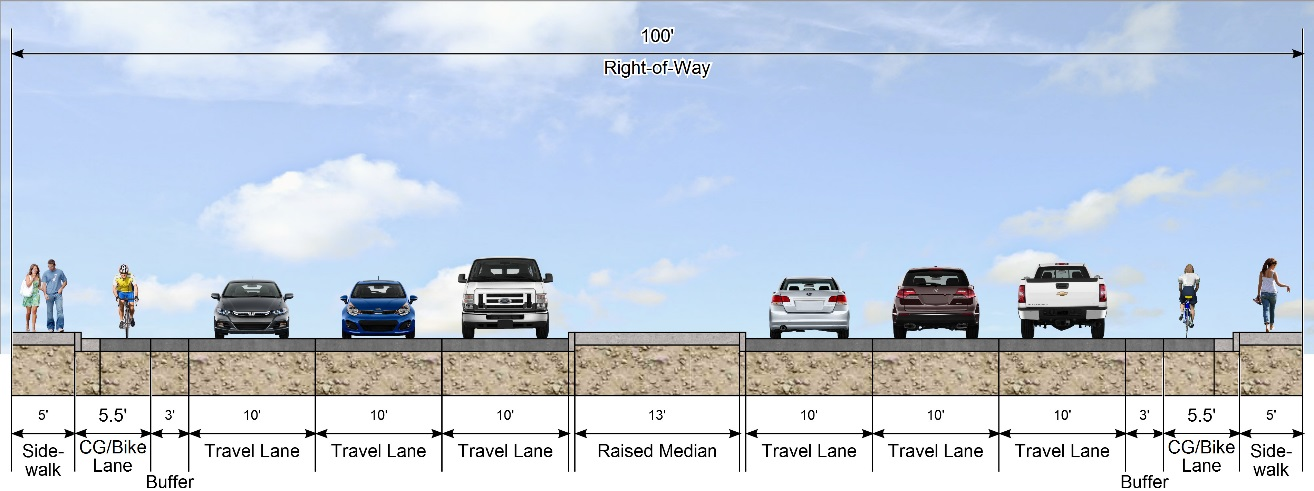 100'
Right-of-Way
5' 5.5' 3' 10' 10' 10' 13' 10' 10' 10' 3' 5.5' 5'
Side-
walk
CG/Bike
Lane
Buffer
Travel Lane
Travel Lane
Travel Lane
Raised Median
Travel Lane
Travel Lane
Travel Lane
Buffer
CG/Bike
Lane
Side-
walk